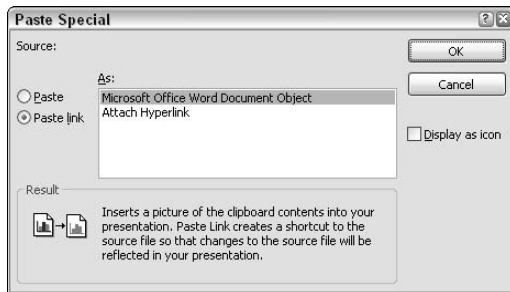 Paste Special
Source:
As:
Paste
Paste link
Microsoft Office Word Document Object
Attach Hyperlink
OK
Cancel
Display as icon
Result
Inserts a picture of the clipboard contents into your
presentation. Paste Link creates a shortcut to the
source file so that changes to the source file will be
reflected in your presentation.